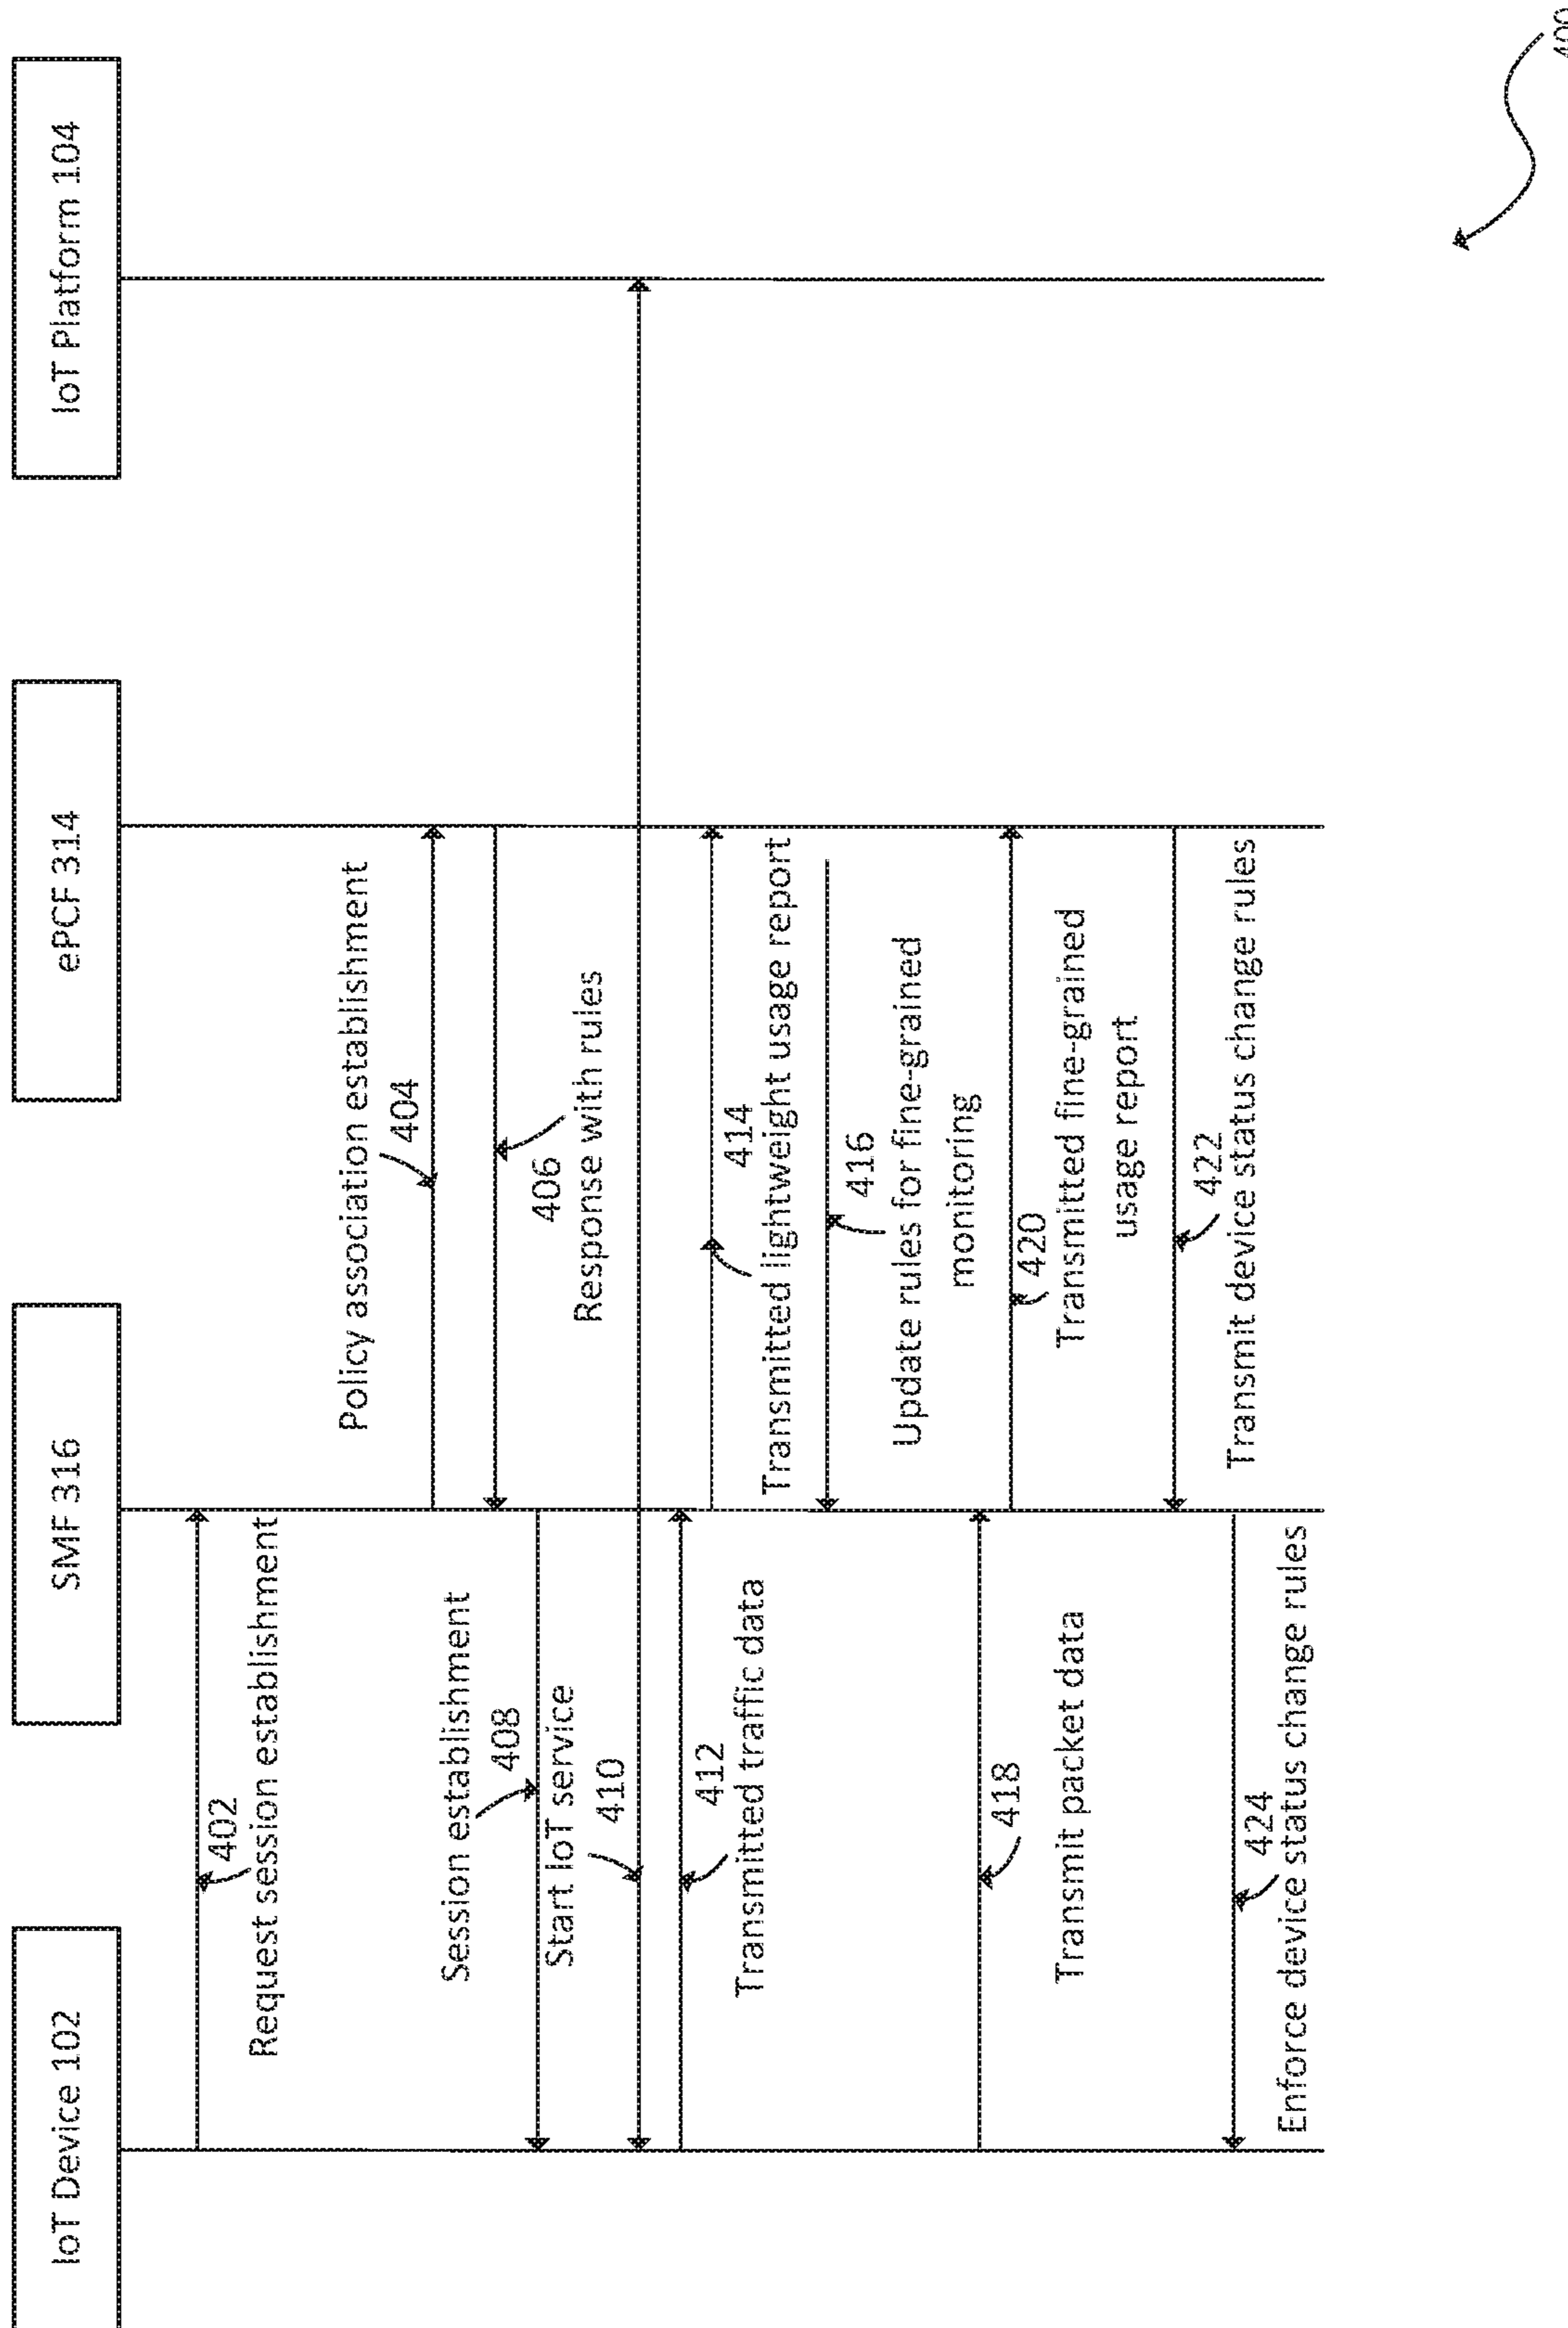 IoT Device 102
SMF 316
ePCF 314
IoT Platform 104
402
Request session establishment
Policy association establishment
404
406
Response with rules
Session establishment
408
Start IoT service
410
412
Transmitted traffic data
414
Transmitted lightweight usage report
416
Update rules for fine-grained
monitoring
418
Transmit packet data
420
Transmitted fine-grained
usage report
422
Transmit device status change rules
424
Enforce device status change rules
400